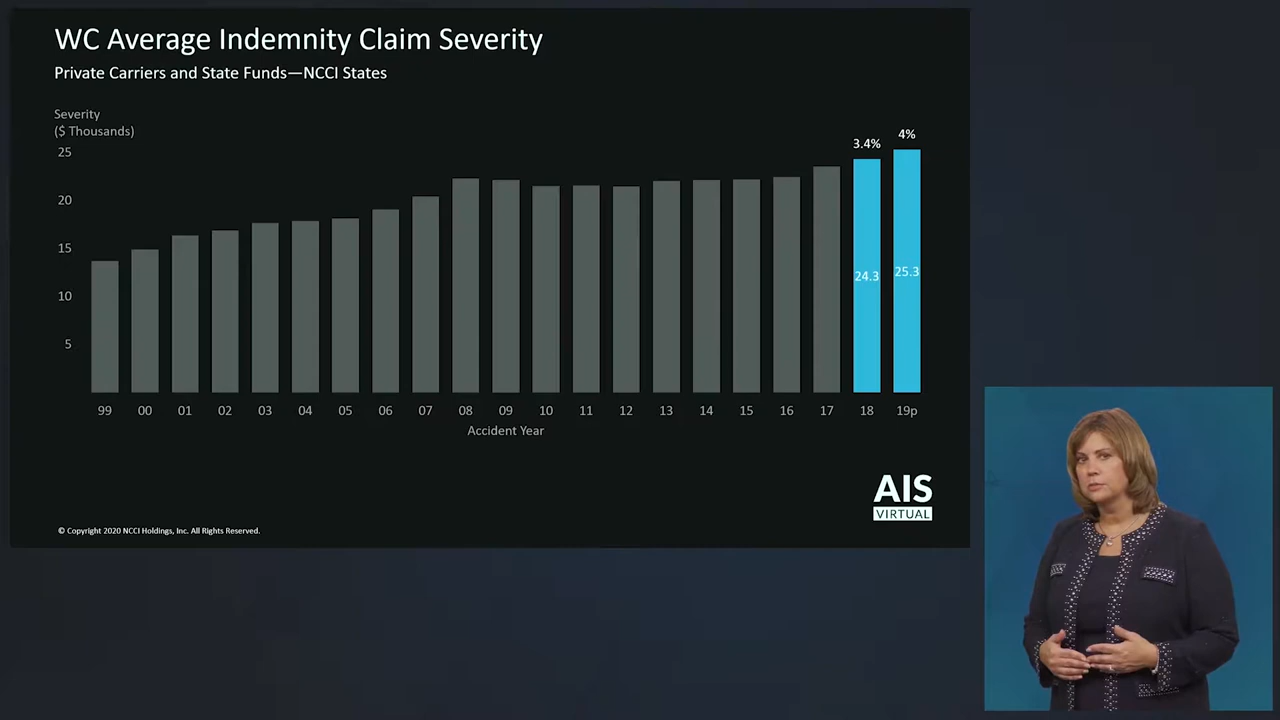 WC Average Indemnity Claim Severity
Private Carriers and State Funds—NCCI States
Severity
($ Thousands)
25
20
15
10
5
3.4%
4%
24.3
25.3
99 00 01 02 03 04 05 06 07 08 09 10 11 12 13 14 15 16 17 18 19p
Accident Year
AIS
VIRTUAL
© Copyright 2020 NCCI Holdings, Inc. All Rights Reserved.